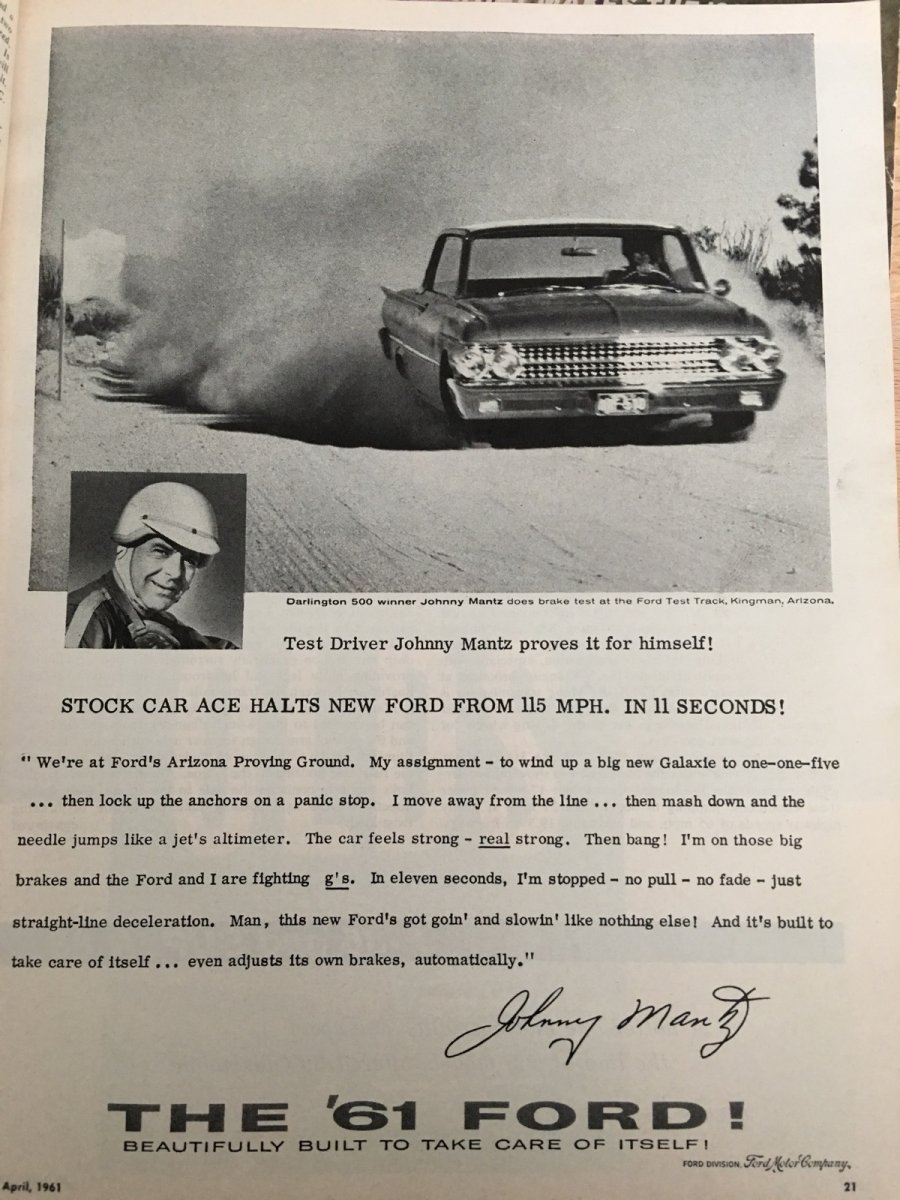 Darlington 500 winner Johnny Mantz does brake test at the Ford Test Track, Kingman, Arizona.
Test Driver Johnny Mantz proves it for himself!
STOCK CAR ACE HALTS NEW FORD FROM 115 MPH. IN 11 SECONDS!
"We're at Ford's Arizona Proving Ground. My assignment – to wind up a big new Galaxie to one-one-five
... then lock up the anchors on a panic stop. I move away from the line ... then mash down and the
needle jumps like a jet's altimeter. The car feels strong – real strong. Then bang! I'm on those big
brakes and the Ford and I are fighting g's. In eleven seconds, I'm stopped – no pull – no fade – just
straight-line deceleration. Man, this new Ford's got goin' and slowin' like nothing else! And it's built to
take care of itself ... even adjusts its own brakes, automatically."
Johnny Mantz
THE '61 FORD!
BEAUTIFULLY BUILT TO TAKE CARE OF ITSELF!
FORD DIVISION, Ford Motor Company,
April, 1961
21